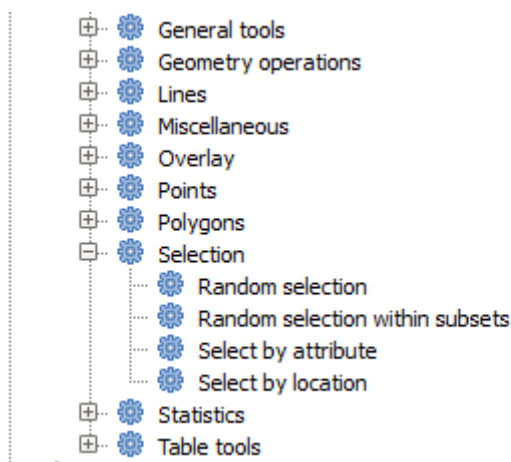 General tools
Geometry operations
Lines
Miscellaneous
Overlay
Points
Polygons
Selection
Random selection
Random selection within subsets
Select by attribute
Select by location
Statistics
Table tools